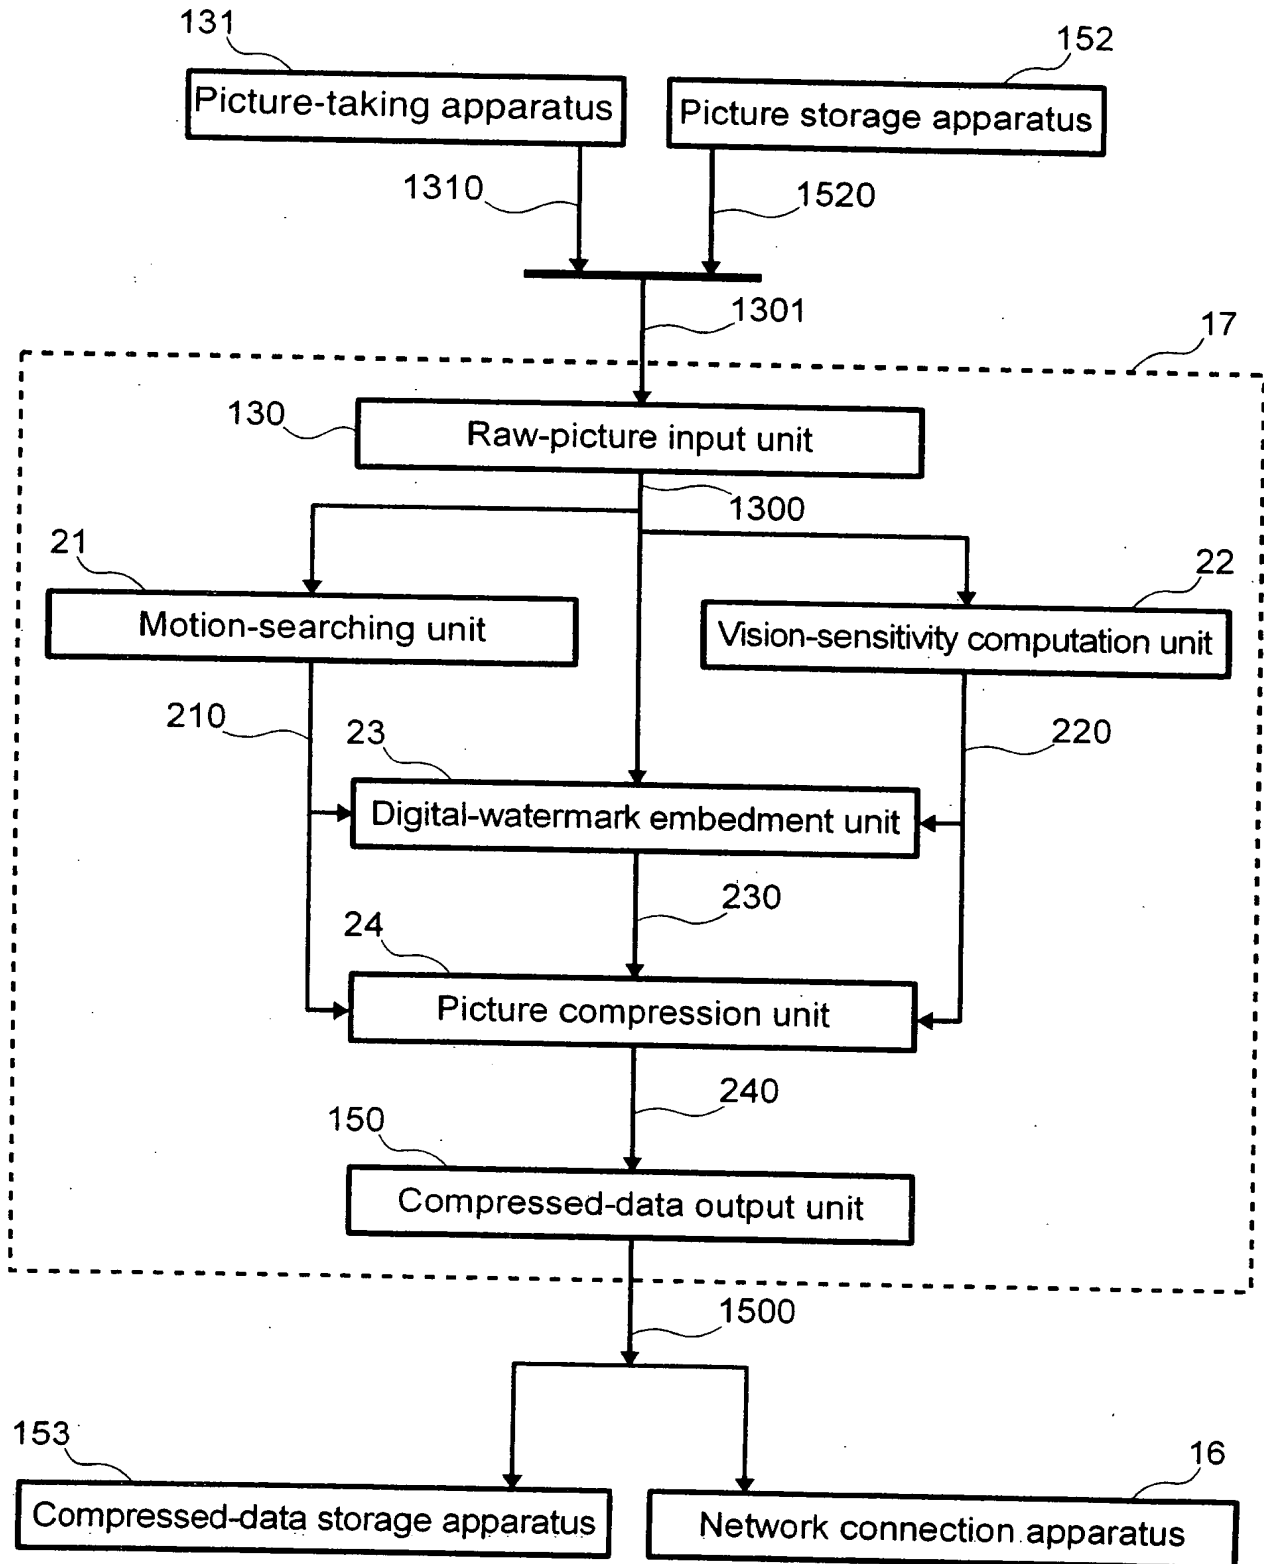 131
152
Picture-taking apparatus
Picture storage apparatus
1310
1520
1301
17
130
Raw-picture input unit
1300
21
22
Motion-searching unit
Vision-sensitivity computation unit
210
23
220
Digital-watermark embedment unit
230
24
Picture compression unit
240
150
Compressed-data output unit
1500
153
16
Compressed-data storage apparatus
Network connection apparatus